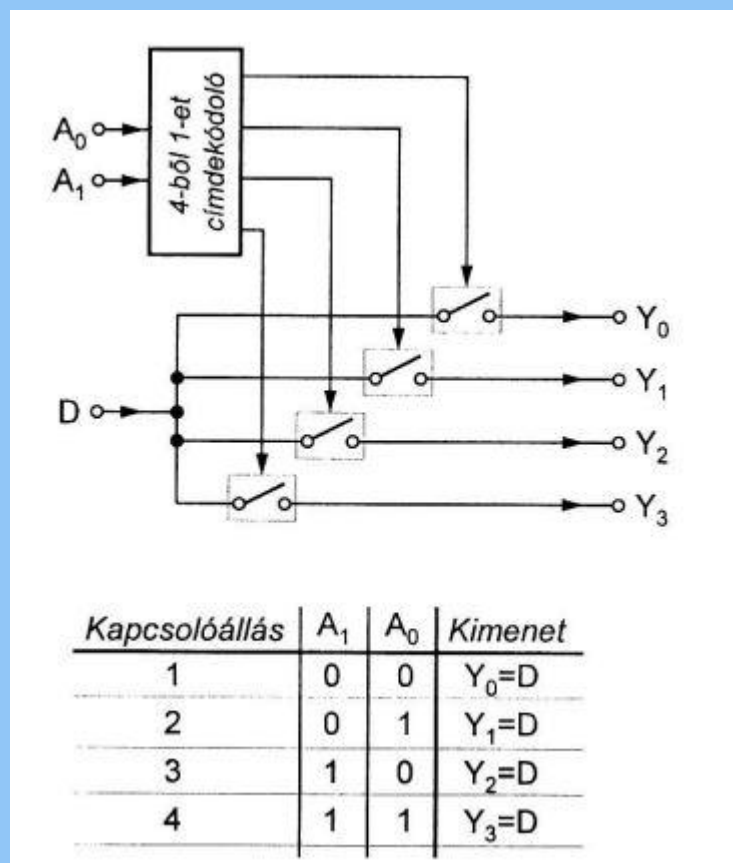 4-ből 1-et
címdekódoló
A₀
A₁
D
Y₀
Y₁
Y₂
Y₃
Kapcsolóállás A₁ A₀ Kimenet
1 0 0 Y₀=D
2 0 1 Y₁=D
3 1 0 Y₂=D
4 1 1 Y₃=D